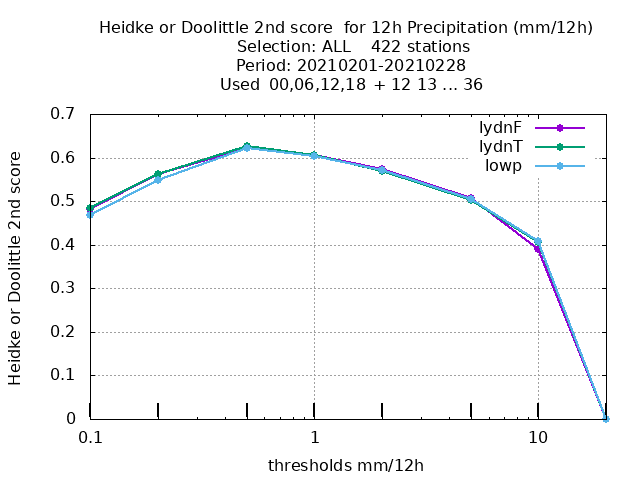 Heidke or Doolittle 2nd score  for 12h Precipitation (mm/12h)
Selection: ALL    422 stations
Period: 20210201-20210228
Used  00,06,12,18  + 12 13 ... 36
0.7
0.6
0.5
0.4
0.3
0.2
0.1
0
Heidke or Doolittle 2nd score
lydnF
lydnT
lowp
0.1
1
10
thresholds mm/12h